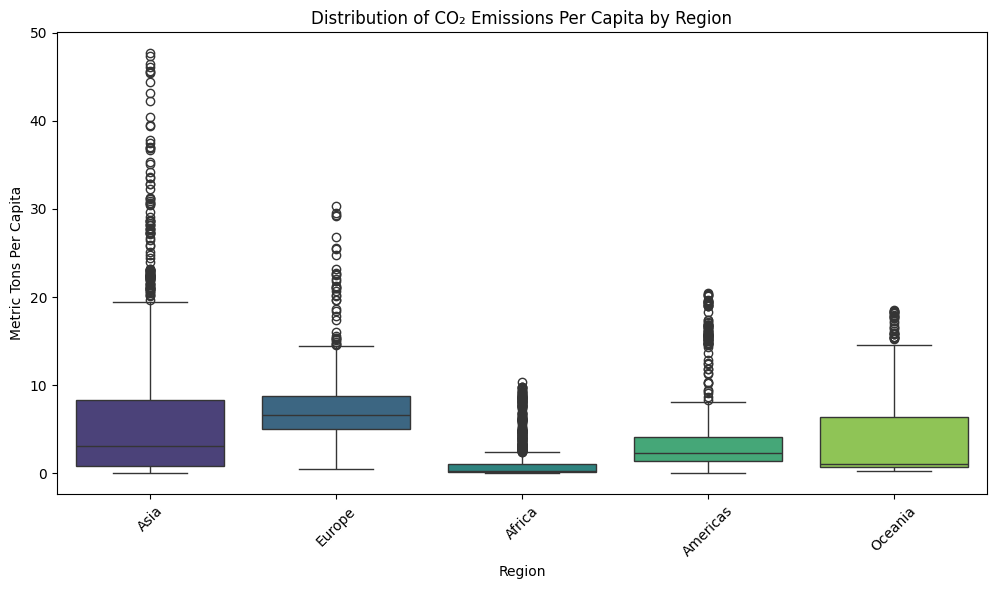 Distribution of CO₂ Emissions Per Capita by Region
Metric Tons Per Capita
50
40
30
20
10
0
Asia
Europe
Africa
Americas
Oceania
Region